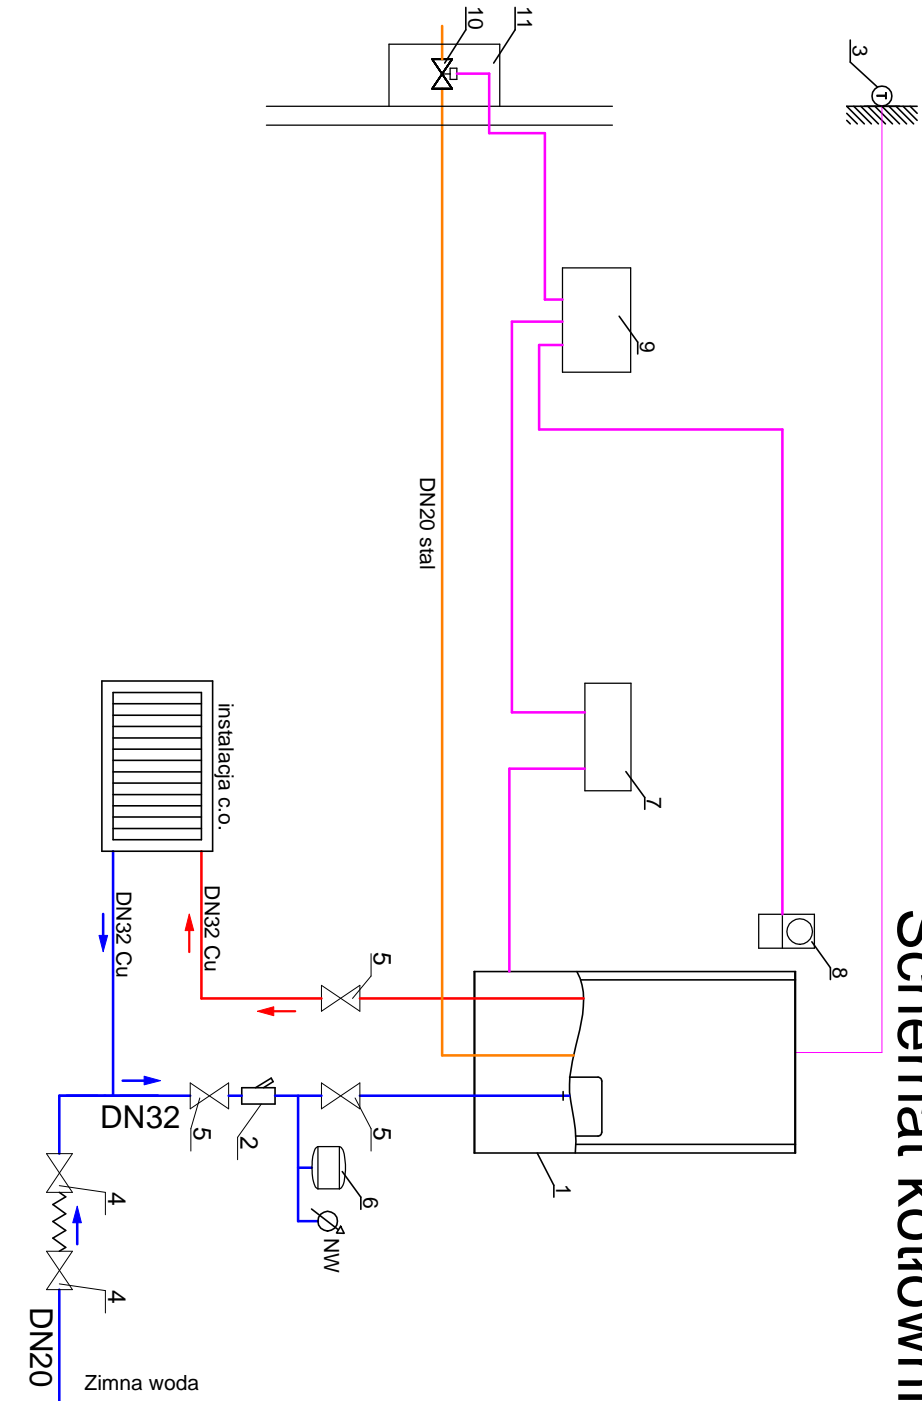 Schemat kotłowni
3
10
11
9
DN20 stal
7
8
instalacja c.o.
DN32 Cu
DN32 Cu
5
DN32
5
2
5
6
1
NW
4
4
DN20
Zimna woda
T